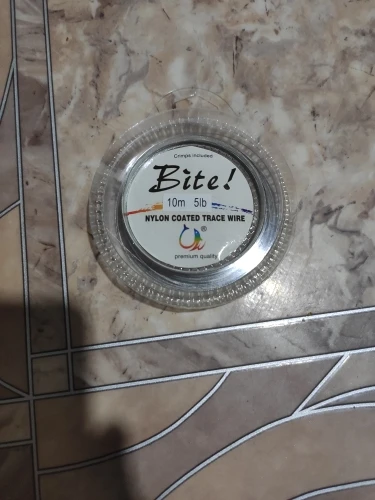 Crimps included
Bite!
10m 5lb
NYLON COATED TRACE WIRE
®
premium quality